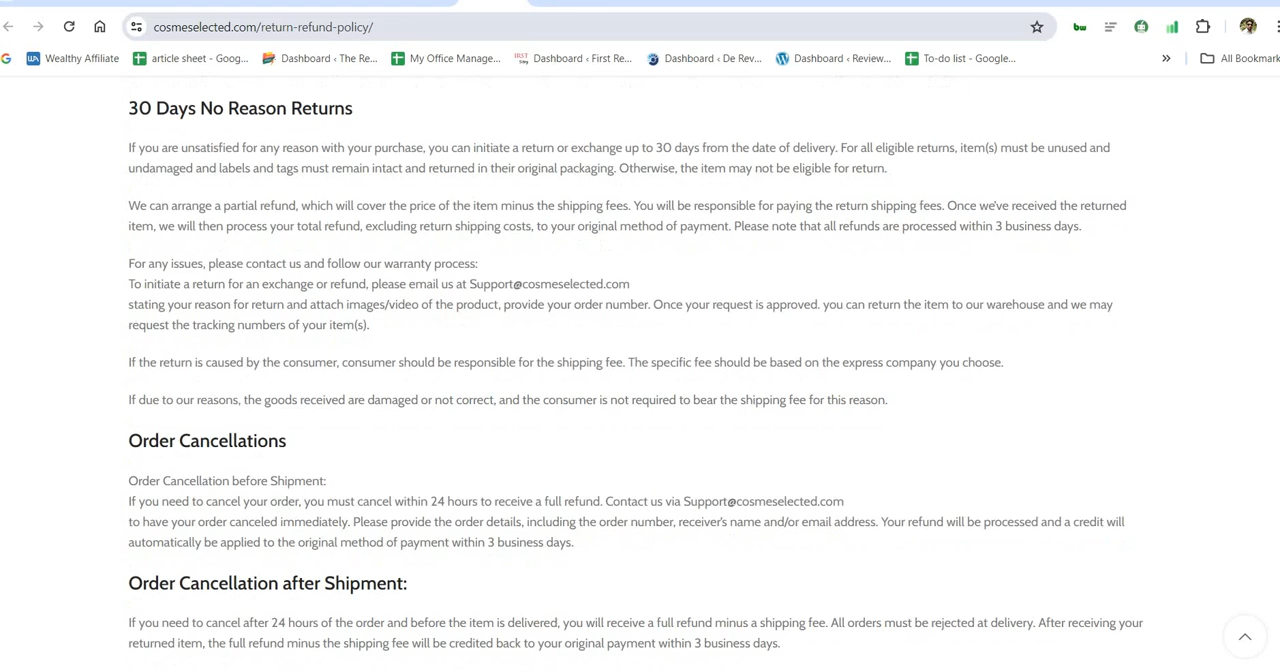 cosmeselected.com/return-refund-policy/
Wealthy Affiliate article sheet - Goog... Dashboard ‹ The Re... My Office Manage... Dashboard ‹ First Re... Dashboard ‹ De Rev... Dashboard ‹ Review... To-do list - Google... » All Bookmark
30 Days No Reason Returns
If you are unsatisfied for any reason with your purchase, you can initiate a return or exchange up to 30 days from the date of delivery. For all eligible returns, item(s) must be unused and
undamaged and labels and tags must remain intact and returned in their original packaging. Otherwise, the item may not be eligible for return.
We can arrange a partial refund, which will cover the price of the item minus the shipping fees. You will be responsible for paying the return shipping fees. Once we've received the returned
item, we will then process your total refund, excluding return shipping costs, to your original method of payment. Please note that all refunds are processed within 3 business days.
For any issues, please contact us and follow our warranty process:
To initiate a return for an exchange or refund, please email us at Support@cosmeselected.com
stating your reason for return and attach images/video of the product, provide your order number. Once your request is approved, you can return the item to our warehouse and we may
request the tracking numbers of your item(s).
If the return is caused by the consumer, consumer should be responsible for the shipping fee. The specific fee should be based on the express company you choose.
If due to our reasons, the goods received are damaged or not correct, and the consumer is not required to bear the shipping fee for this reason.
Order Cancellations
Order Cancellation before Shipment:
If you need to cancel your order, you must cancel within 24 hours to receive a full refund. Contact us via Support@cosmeselected.com
to have your order canceled immediately. Please provide the order details, including the order number, receiver's name and/or email address. Your refund will be processed and a credit will
automatically be applied to the original method of payment within 3 business days.
Order Cancellation after Shipment:
If you need to cancel after 24 hours of the order and before the item is delivered, you will receive a full refund minus a shipping fee. All orders must be rejected at delivery. After receiving your
returned item, the full refund minus the shipping fee will be credited back to your original payment within 3 business days.